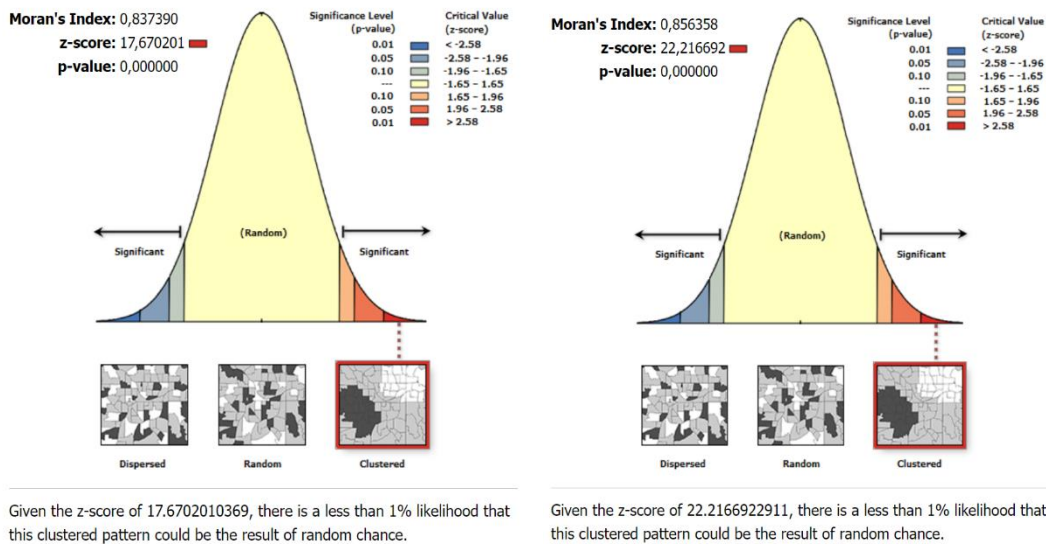 Moran's Index: 0,837390
z-score: 17,670201
p-value: 0,000000
Significance Level
(p-value)
Critical Value
(z-score)
0.01 < -2.58
0.05 -2.58 - -1.96
0.10 -1.96 - -1.65
--- -1.65 - 1.65
0.10 1.65 - 1.96
0.05 1.96 - 2.58
0.01 > 2.58
(Random)
Significant
Significant
Dispersed
Random
Clustered
Given the z-score of 17.6702010369, there is a less than 1% likelihood that
this clustered pattern could be the result of random chance.
Moran's Index: 0,856358
z-score: 22,216692
p-value: 0,000000
Significance Level
(p-value)
Critical Value
(z-score)
0.01 < -2.58
0.05 -2.58 - -1.96
0.10 -1.96 - -1.65
--- -1.65 - 1.65
0.10 1.65 - 1.96
0.05 1.96 - 2.58
0.01 > 2.58
(Random)
Significant
Significant
Dispersed
Random
Clustered
Given the z-score of 22.2166922911, there is a less than 1% likelihood that
this clustered pattern could be the result of random chance.